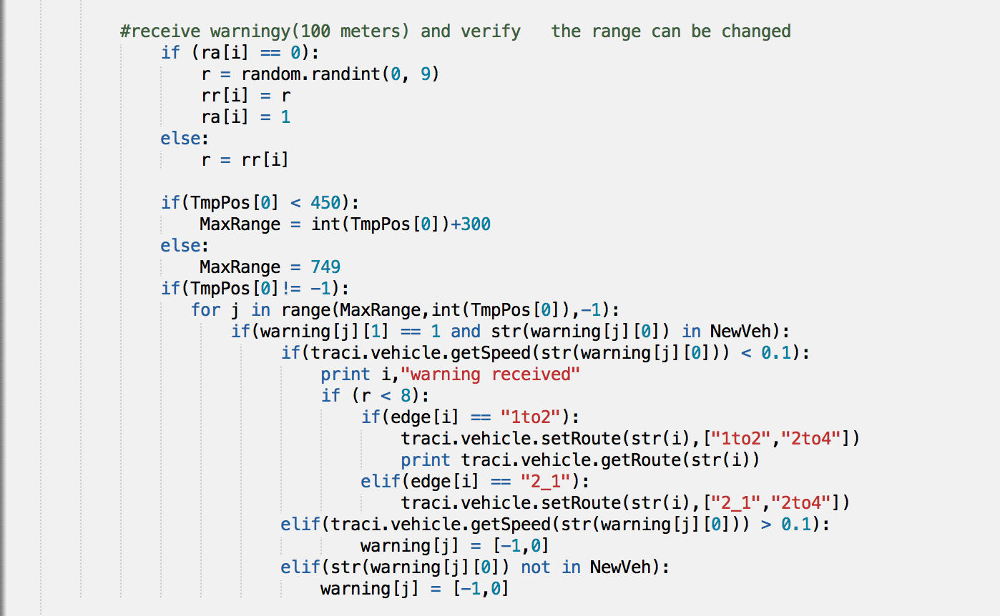 #receive warningy(100 meters) and verify   the range can be changed
    if (ra[i] == 0):
        r = random.randint(0, 9)
        rr[i] = r
        ra[i] = 1
    else:
        r = rr[i]

    if(TmpPos[0] < 450):
        MaxRange = int(TmpPos[0])+300
    else:
        MaxRange = 749
    if(TmpPos[0]!= -1):
       for j in range(MaxRange,int(TmpPos[0]),-1):
           if(warning[j][1] == 1 and str(warning[j][0]) in NewVeh):
                if(traci.vehicle.getSpeed(str(warning[j][0])) < 0.1):
                    print i,"warning received"
                    if (r < 8):
                        if(edge[i] == "1to2"):
                            traci.vehicle.setRoute(str(i),["1to2","2to4"])
                            print traci.vehicle.getRoute(str(i))
                        elif(edge[i] == "2_1"):
                            traci.vehicle.setRoute(str(i),["2_1","2to4"])
                elif(traci.vehicle.getSpeed(str(warning[j][0])) > 0.1):
                        warning[j] = [-1,0]
                elif(str(warning[j][0]) not in NewVeh):
                    warning[j] = [-1,0]